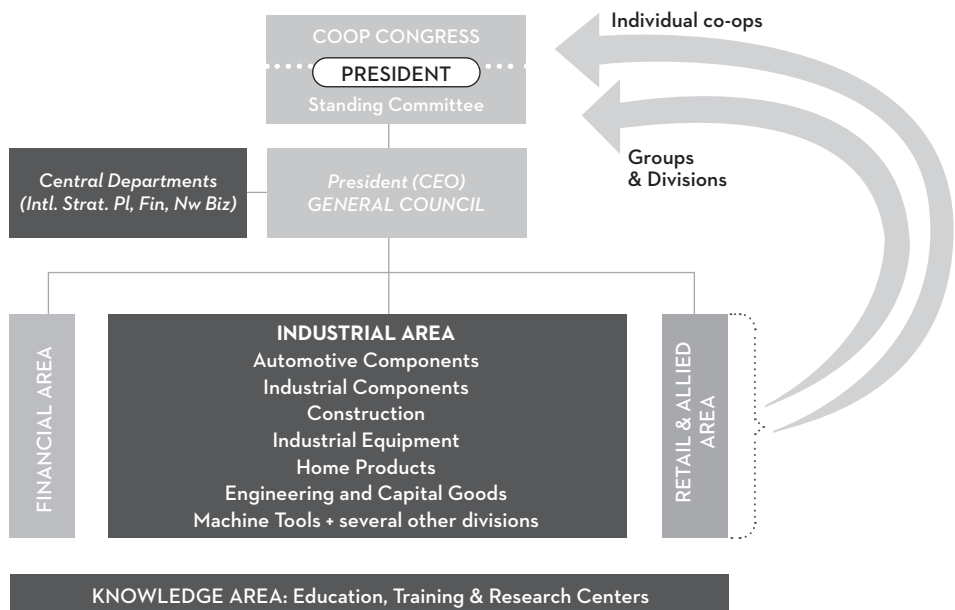 COOP CONGRESS
PRESIDENT
Standing Committee
Individual co-ops
Groups
& Divisions
Central Departments
(Intl. Strat. Pl, Fin, Nw Biz)
President (CEO)
GENERAL COUNCIL
FINANCIAL AREA
INDUSTRIAL AREA
Automotive Components
Industrial Components
Construction
Industrial Equipment
Home Products
Engineering and Capital Goods
Machine Tools + several other divisions
RETAIL & ALLIED
AREA
KNOWLEDGE AREA: Education, Training & Research Centers